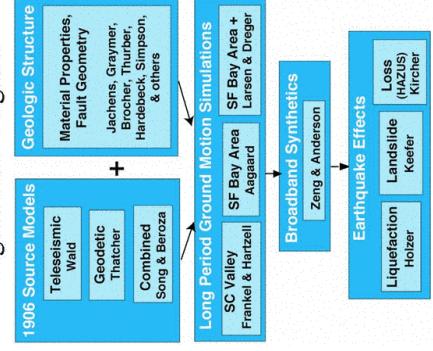 1906 Source Models
Teleseismic
Wald
Geodetic
Thatcher
Combined
Song & Beroza
+
Geologic Structure
Material Properties,
Fault Geometry
Jachens, Graymer,
Brocher, Thurber,
Hardebeck, Simpson,
& others
Long Period Ground Motion Simulations
SC Valley
Frankel & Hartzell
SF Bay Area
Aagaard
SF Bay Area +
Larsen & Dreger
Broadband Synthetics
Zeng & Anderson
Earthquake Effects
Liquefaction
Holzer
Landslide
Keefer
Loss
(HAZUS)
Kircher